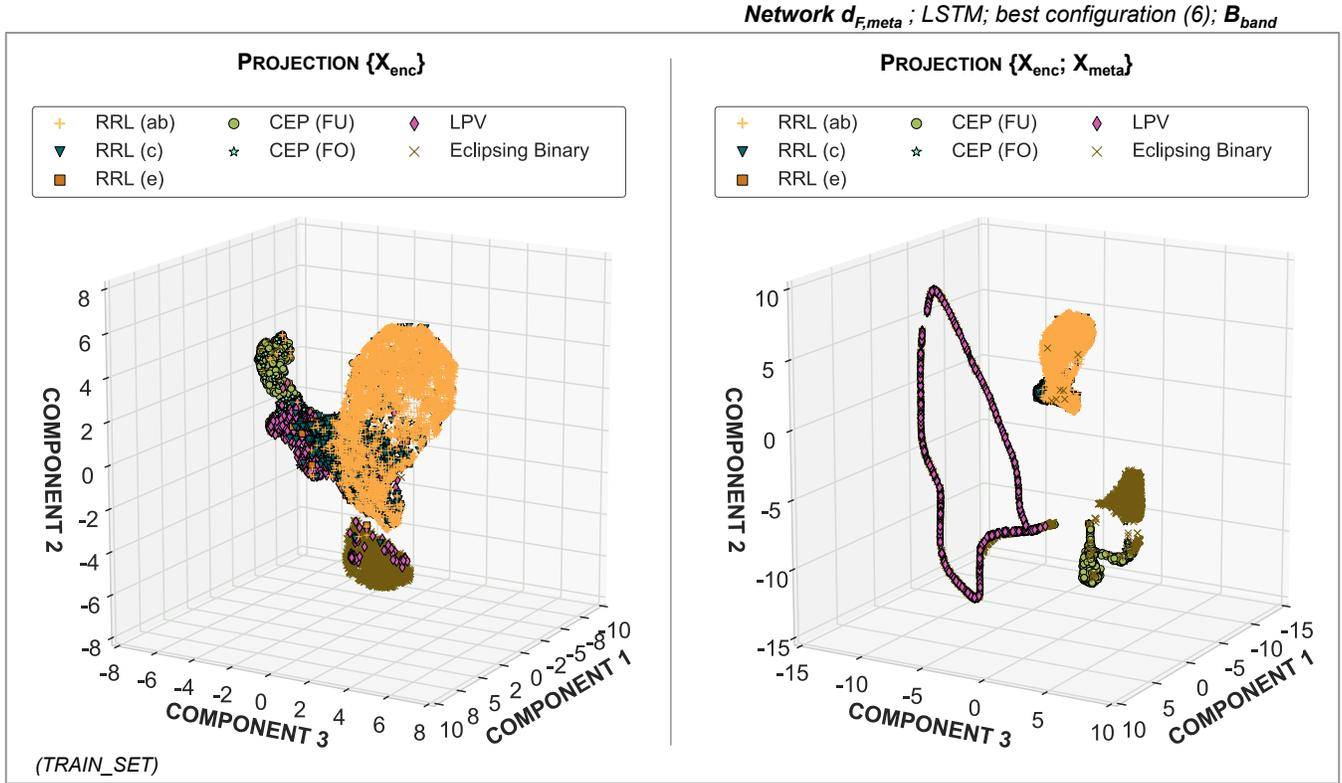 Network d_F,meta ; LSTM; best configuration (6); B_band
PROJECTION {X_enc}
RRL (ab) CEP (FU) LPV
RRL (c) CEP (FO) Eclipsing Binary
RRL (e)
8
6
4
2
0
-2
-4
-6
-8
COMPONENT 2
-8 -6 -4 -2 0 2 4 6 8
COMPONENT 3
10 8 5 2 0 -2 -5 -8 -10
COMPONENT 1
(TRAIN_SET)
PROJECTION {X_enc; X_meta}
RRL (ab) CEP (FU) LPV
RRL (c) CEP (FO) Eclipsing Binary
RRL (e)
10
5
0
-5
-10
-15
COMPONENT 2
-15 -10 -5 0 5 10
COMPONENT 3
10 5 0 -5 -10 -15
COMPONENT 1